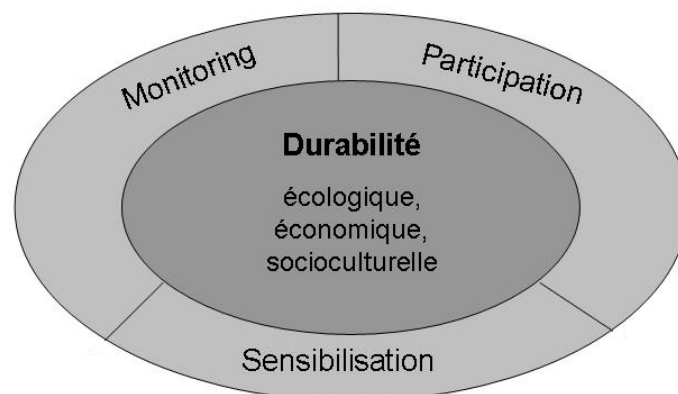 Monitoring
Participation
Durabilité
écologique,
économique,
socioculturelle
Sensibilisation